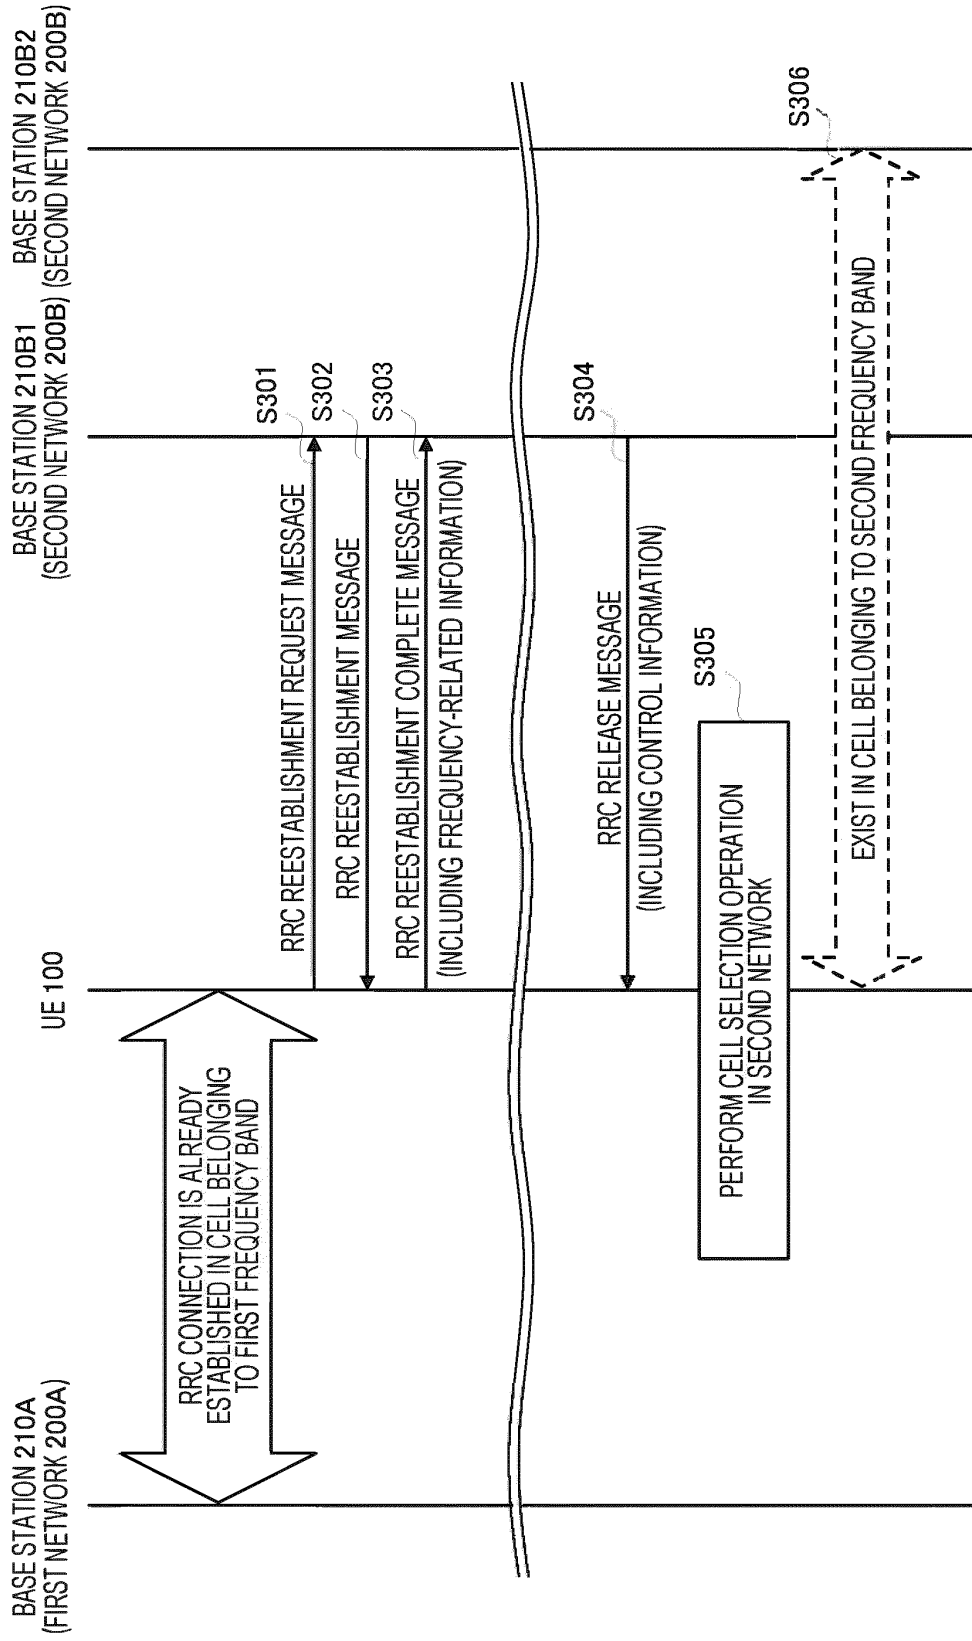 BASE STATION 210A
(FIRST NETWORK 200A)
UE 100
BASE STATION 210B1
(SECOND NETWORK 200B)
BASE STATION 210B2
(SECOND NETWORK 200B)
RRC CONNECTION IS ALREADY
ESTABLISHED IN CELL BELONGING
TO FIRST FREQUENCY BAND
RRC REESTABLISHMENT REQUEST MESSAGE
S301
RRC REESTABLISHMENT MESSAGE
S302
RRC REESTABLISHMENT COMPLETE MESSAGE
(INCLUDING FREQUENCY-RELATED INFORMATION)
S303
RRC RELEASE MESSAGE
(INCLUDING CONTROL INFORMATION)
S304
PERFORM CELL SELECTION OPERATION
IN SECOND NETWORK
S305
EXIST IN CELL BELONGING TO SECOND FREQUENCY BAND
S306